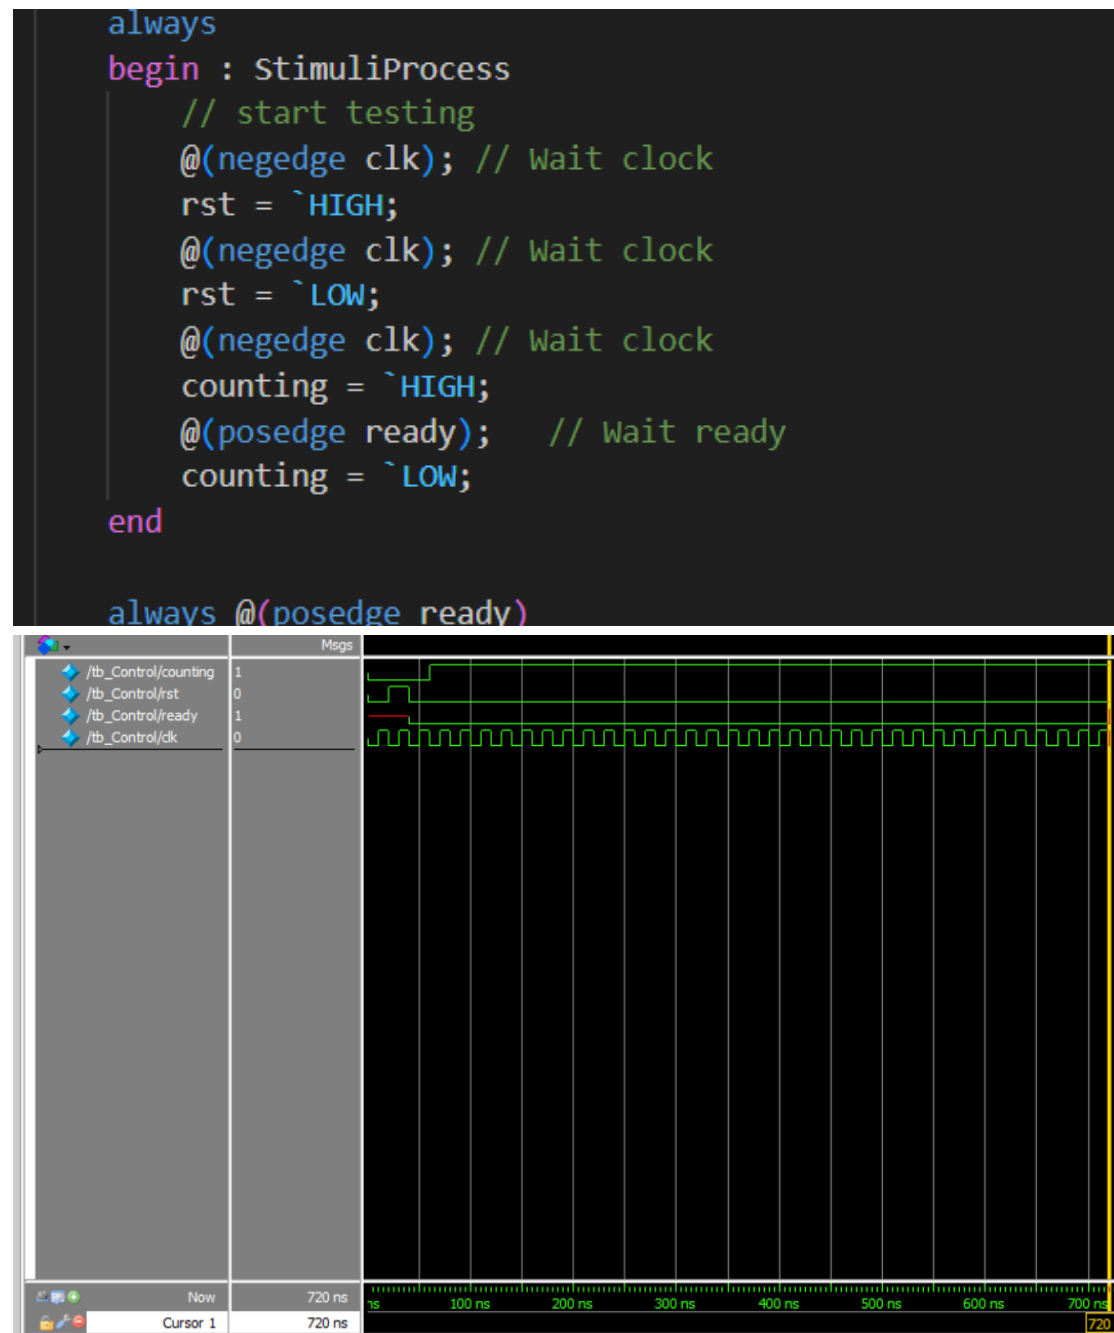 always
begin : StimuliProcess
// start testing
@(negedge clk); // Wait clock
rst = `HIGH;
@(negedge clk); // Wait clock
rst = `LOW;
@(negedge clk); // Wait clock
counting = `HIGH;
@(posedge ready);   // Wait ready
counting = `LOW;
end
always @(posedge ready)
Msgs
/tb_Control/counting 1
/tb_Control/rst 0
/tb_Control/ready 1
/tb_Control/clk 0
Now 720 ns
ns 100 ns 200 ns 300 ns 400 ns 500 ns 600 ns 700 ns
Cursor 1 720 ns 720